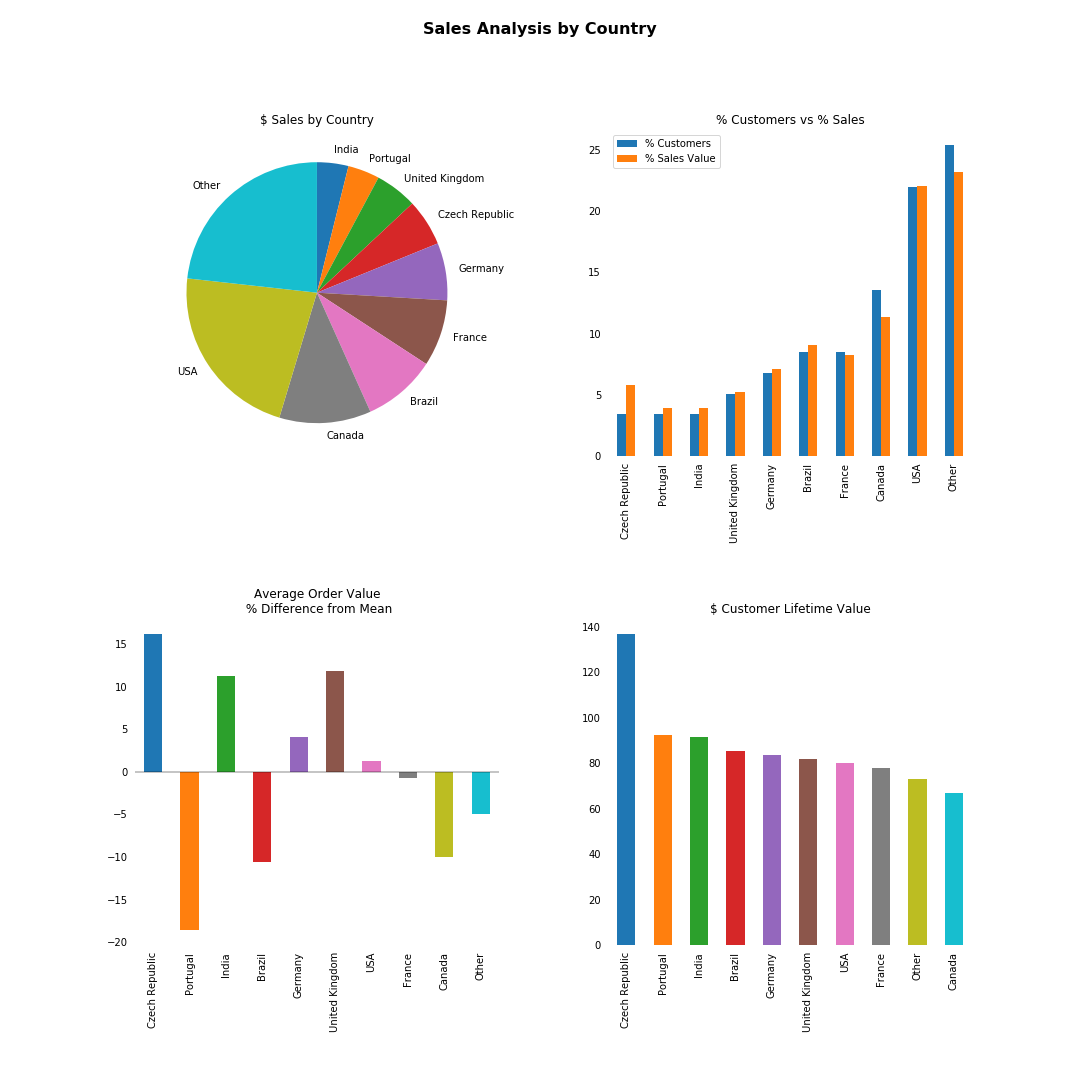 Sales Analysis by Country
$ Sales by Country
India
Portugal
United Kingdom
Czech Republic
Germany
France
Brazil
Canada
USA
Other
% Customers vs % Sales
% Customers
% Sales Value
25
20
15
10
5
0
Czech Republic
Portugal
India
United Kingdom
Germany
Brazil
France
Canada
USA
Other
Average Order Value
% Difference from Mean
15
10
5
0
−5
−10
−15
−20
Czech Republic
Portugal
India
Brazil
Germany
United Kingdom
USA
France
Canada
Other
$ Customer Lifetime Value
140
120
100
80
60
40
20
0
Czech Republic
Portugal
India
Brazil
Germany
United Kingdom
USA
France
Other
Canada